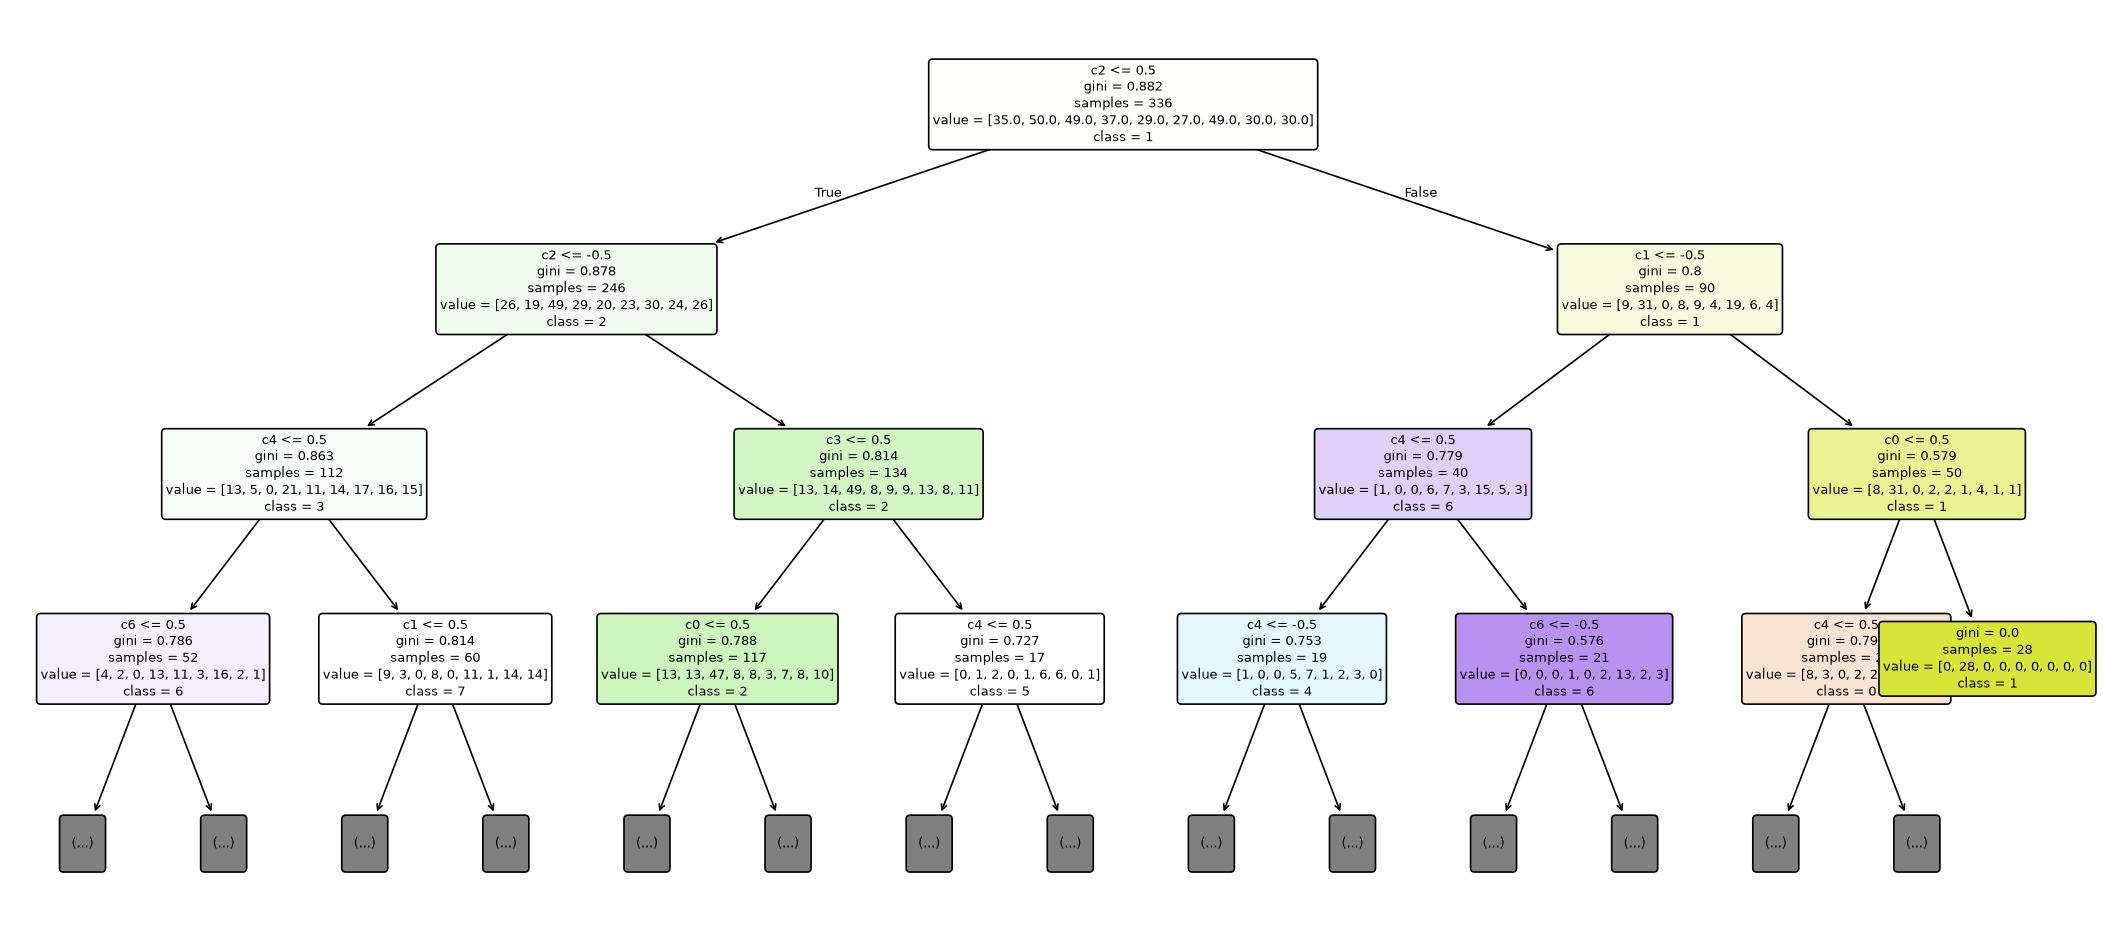 c2 <= 0.5
gini = 0.882
samples = 336
value = [35.0, 50.0, 49.0, 37.0, 29.0, 27.0, 49.0, 30.0, 30.0]
class = 1
True
False
c2 <= -0.5
gini = 0.878
samples = 246
value = [26, 19, 49, 29, 20, 23, 30, 24, 26]
class = 2
c1 <= -0.5
gini = 0.8
samples = 90
value = [9, 31, 0, 8, 9, 4, 19, 6, 4]
class = 1
c4 <= 0.5
gini = 0.863
samples = 112
value = [13, 5, 0, 21, 11, 14, 17, 16, 15]
class = 3
c3 <= 0.5
gini = 0.814
samples = 134
value = [13, 14, 49, 8, 9, 9, 13, 8, 11]
class = 2
c4 <= 0.5
gini = 0.779
samples = 40
value = [1, 0, 0, 6, 7, 3, 15, 5, 3]
class = 6
c0 <= 0.5
gini = 0.579
samples = 50
value = [8, 31, 0, 2, 2, 1, 4, 1, 1]
class = 1
c6 <= 0.5
gini = 0.786
samples = 52
value = [4, 2, 0, 13, 11, 3, 16, 2, 1]
class = 6
c1 <= 0.5
gini = 0.814
samples = 60
value = [9, 3, 0, 8, 0, 11, 1, 14, 14]
class = 7
c0 <= 0.5
gini = 0.788
samples = 117
value = [13, 13, 47, 8, 8, 3, 7, 8, 10]
class = 2
c4 <= 0.5
gini = 0.727
samples = 17
value = [0, 1, 2, 0, 1, 6, 6, 0, 1]
class = 5
c4 <= -0.5
gini = 0.753
samples = 19
value = [1, 0, 0, 5, 7, 1, 2, 3, 0]
class = 4
c6 <= -0.5
gini = 0.576
samples = 21
value = [0, 0, 0, 1, 0, 2, 13, 2, 3]
class = 6
c4 <= 0.5
gini = 0.79
samples =
value = [8, 3, 0, 2, 2
class = 0
gini = 0.0
samples = 28
value = [0, 28, 0, 0, 0, 0, 0, 0, 0]
class = 1
(...)
(...)
(...)
(...)
(...)
(...)
(...)
(...)
(...)
(...)
(...)
(...)
(...)
(...)